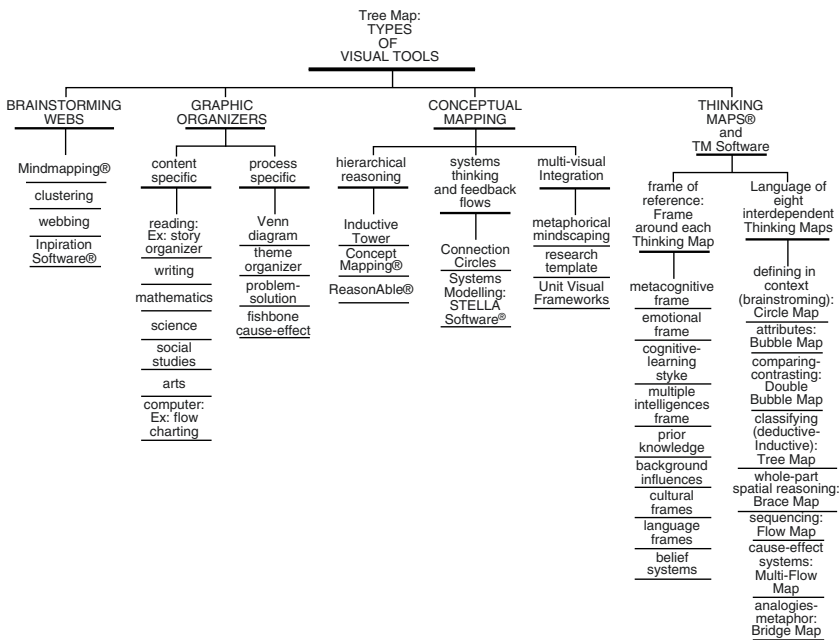 Tree Map:
TYPES
OF
VISUAL TOOLS
BRAINSTORMING
WEBS
Mindmapping®
clustering
webbing
Inpiration
Software®
GRAPHIC
ORGANIZERS
content
specific
reading:
Ex: story
organizer
writing
mathematics
science
social
studies
arts
computer:
Ex: flow
charting
process
specific
Venn
diagram
theme
organizer
problem-
solution
fishbone
cause-effect
CONCEPTUAL
MAPPING
hierarchical
reasoning
Inductive
Tower
Concept
Mapping®
ReasonAble®
systems
thinking
and feedback
flows
Connection
Circles
Systems
Modelling:
STELLA
Software®
multi-visual
Integration
metaphorical
mindscaping
research
template
Unit Visual
Frameworks
THINKING
MAPS®
and
TM Software
frame of
reference:
Frame
around each
Thinking Map
metacognitive
frame
emotional
frame
cognitive-
learning
styke
multiple
intelligences
frame
prior
knowledge
background
influences
cultural
frames
language
frames
belief
systems
Language of
eight
interdependent
Thinking Maps
defining in
context
(brainstroming):
Circle Map
attributes:
Bubble Map
comparing-
contrasting:
Double
Bubble Map
classifying
(deductive-
Inductive):
Tree Map
whole-part
spatial reasoning:
Brace Map
sequencing:
Flow Map
cause-effect
systems:
Multi-Flow
Map
analogies-
metaphor:
Bridge Map